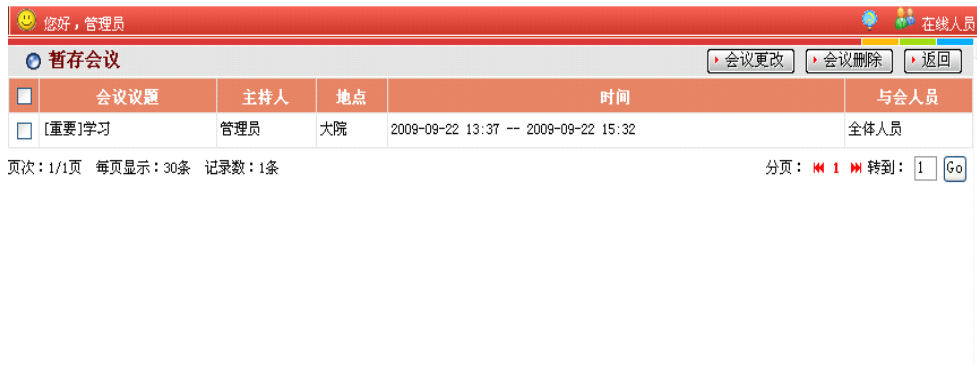 您好，管理员 在线人员
暂存会议 会议更改 会议删除 返回
会议议题 主持人 地点 时间 与会人员
[重要]学习 管理员 大院 2009-09-22 13:37 -- 2009-09-22 15:32 全体人员
页次：1/1页 每页显示：30条 记录数：1条 分页： 1 转到： 1 Go